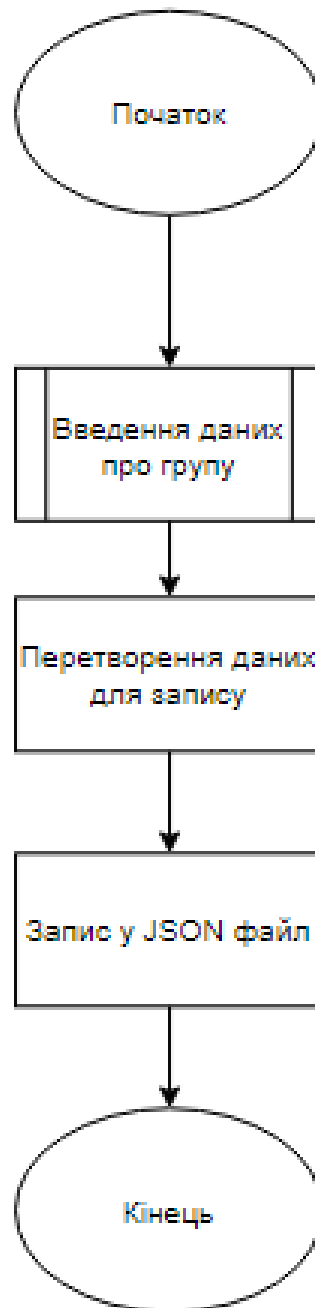 Початок
Введення даних
про групу
Перетворення даних
для запису
Запис у JSON файл
Кінець